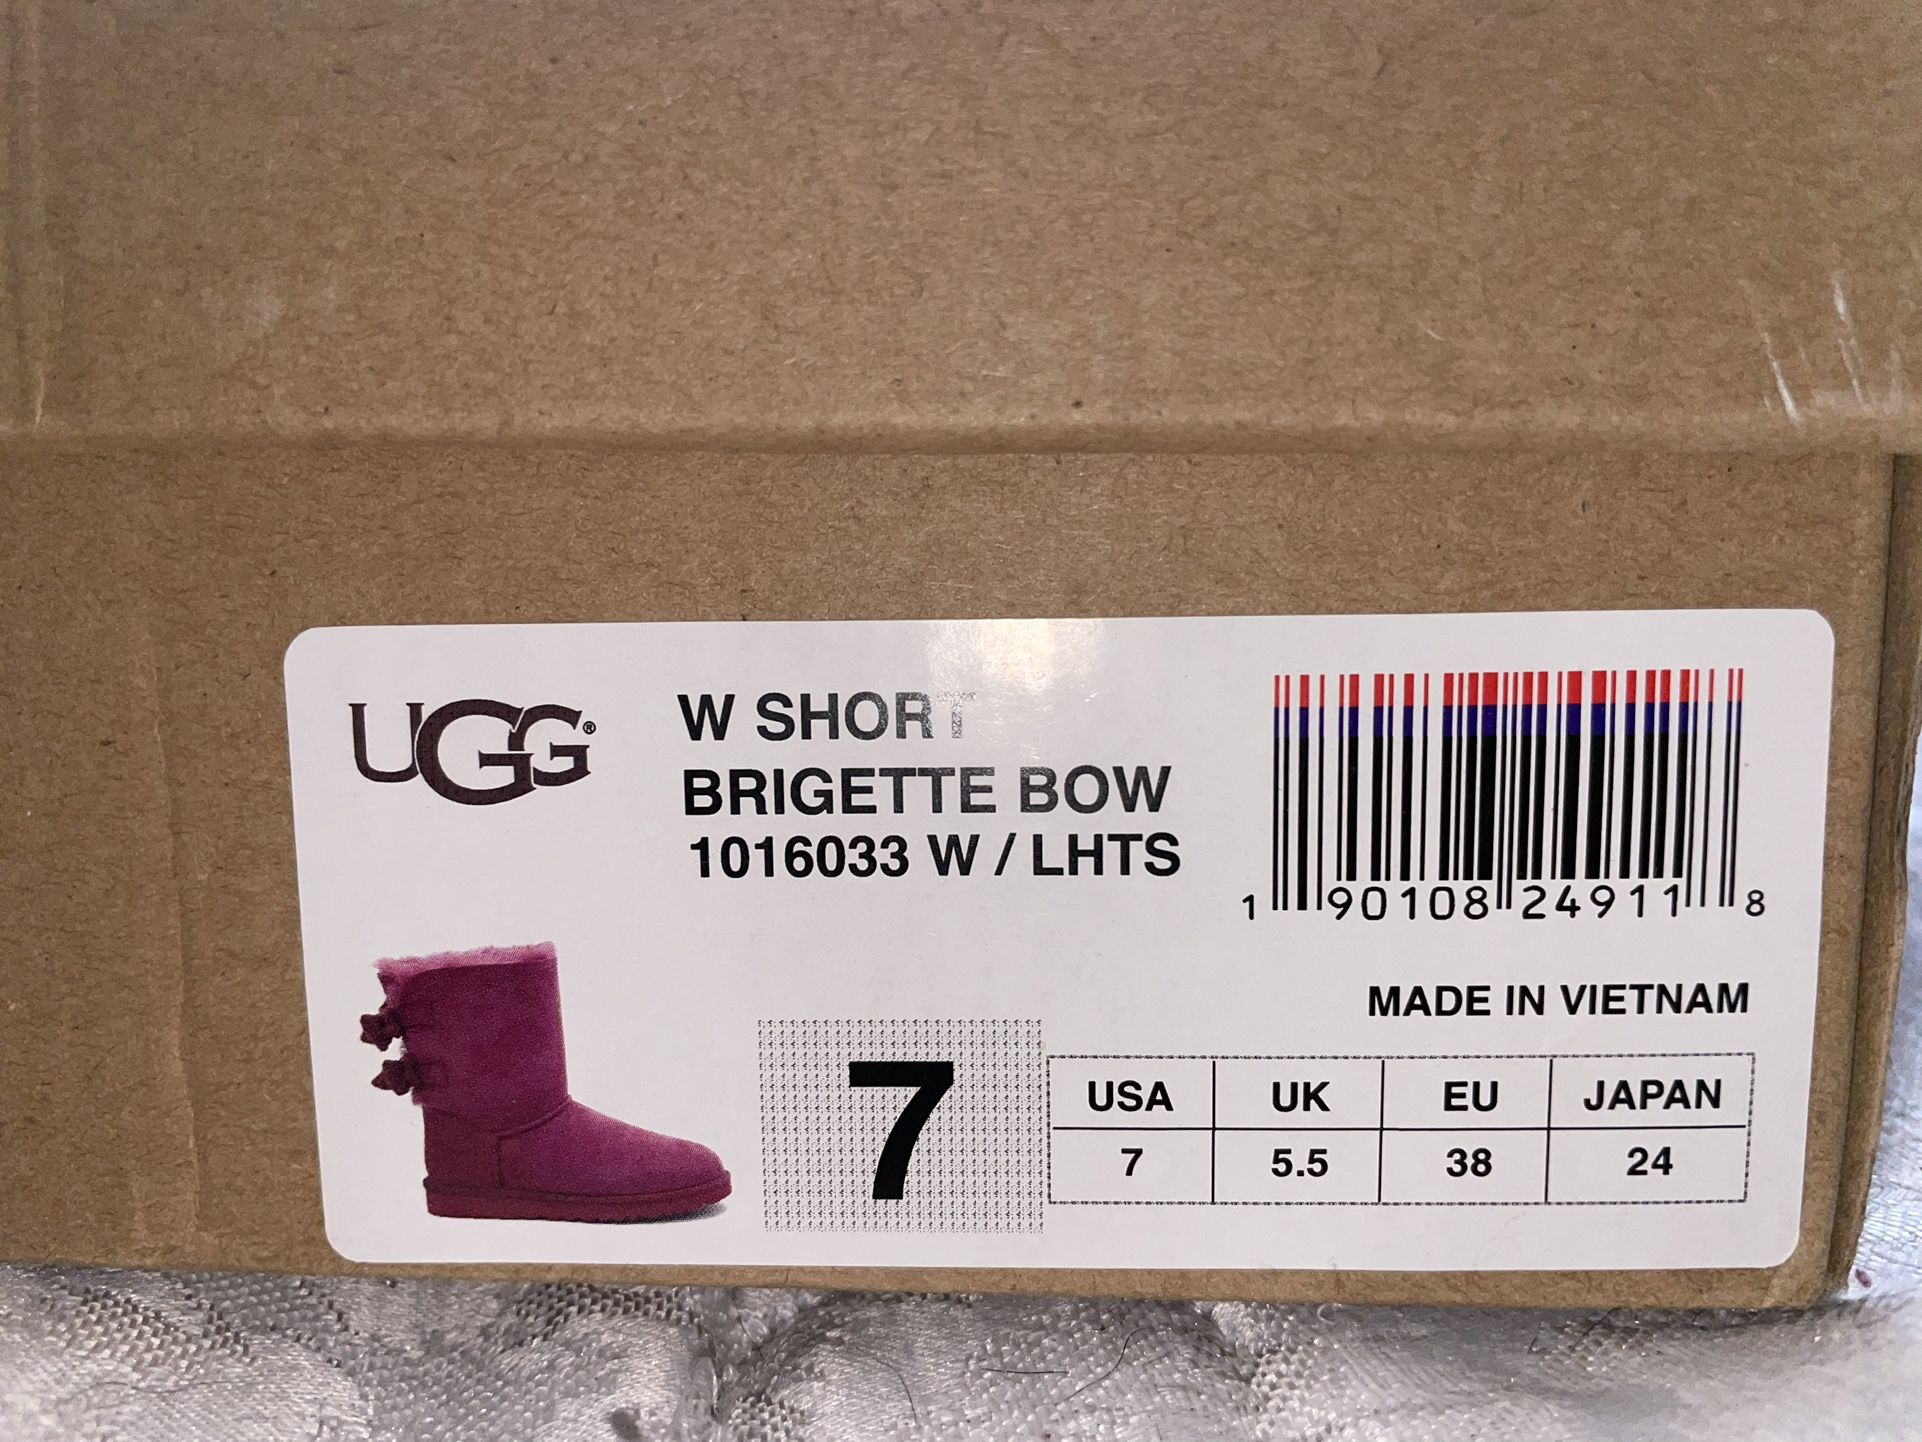 UGG®
W SHORT
BRIGETTE BOW
1016033 W / LHTS
1 90108 24911 8
MADE IN VIETNAM
7
USA UK EU JAPAN
7 5.5 38 24